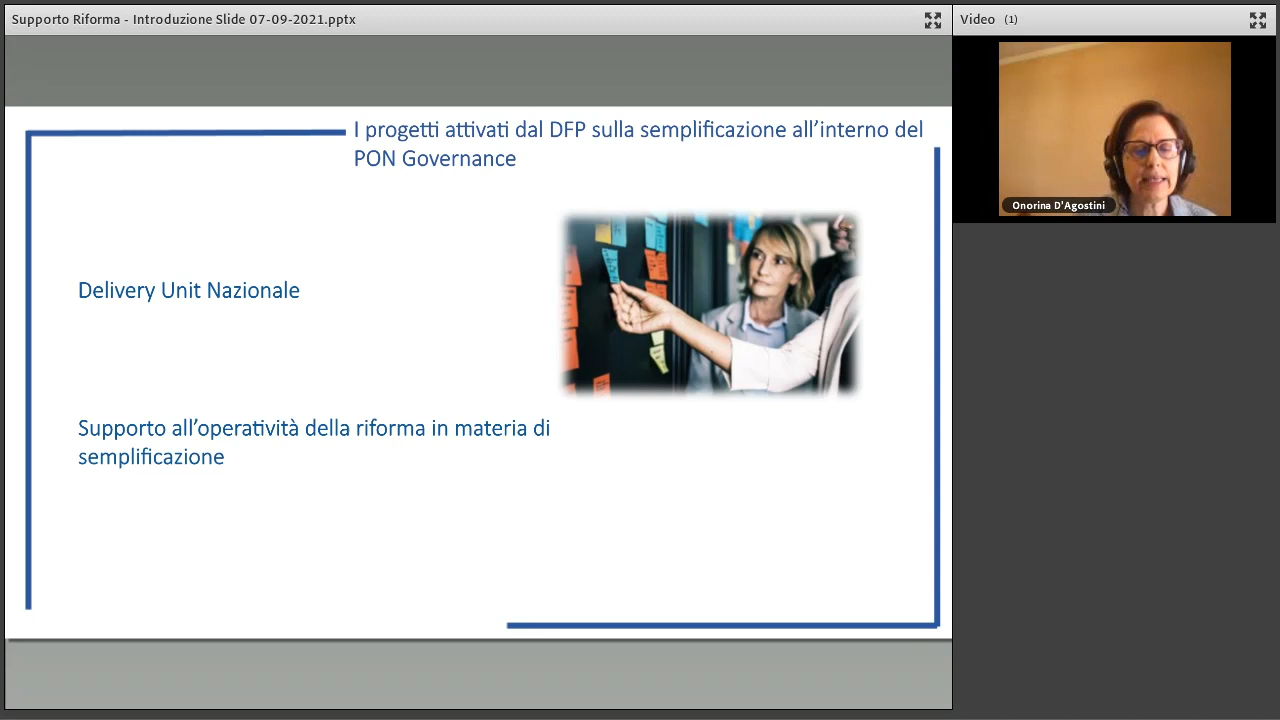 Supporto Riforma - Introduzione Slide 07-09-2021.pptx
Video (1)
I progetti attivati dal DFP sulla semplificazione all’interno del
PON Governance
Delivery Unit Nazionale
Supporto all’operatività della riforma in materia di
semplificazione
Onorina D'Agostini